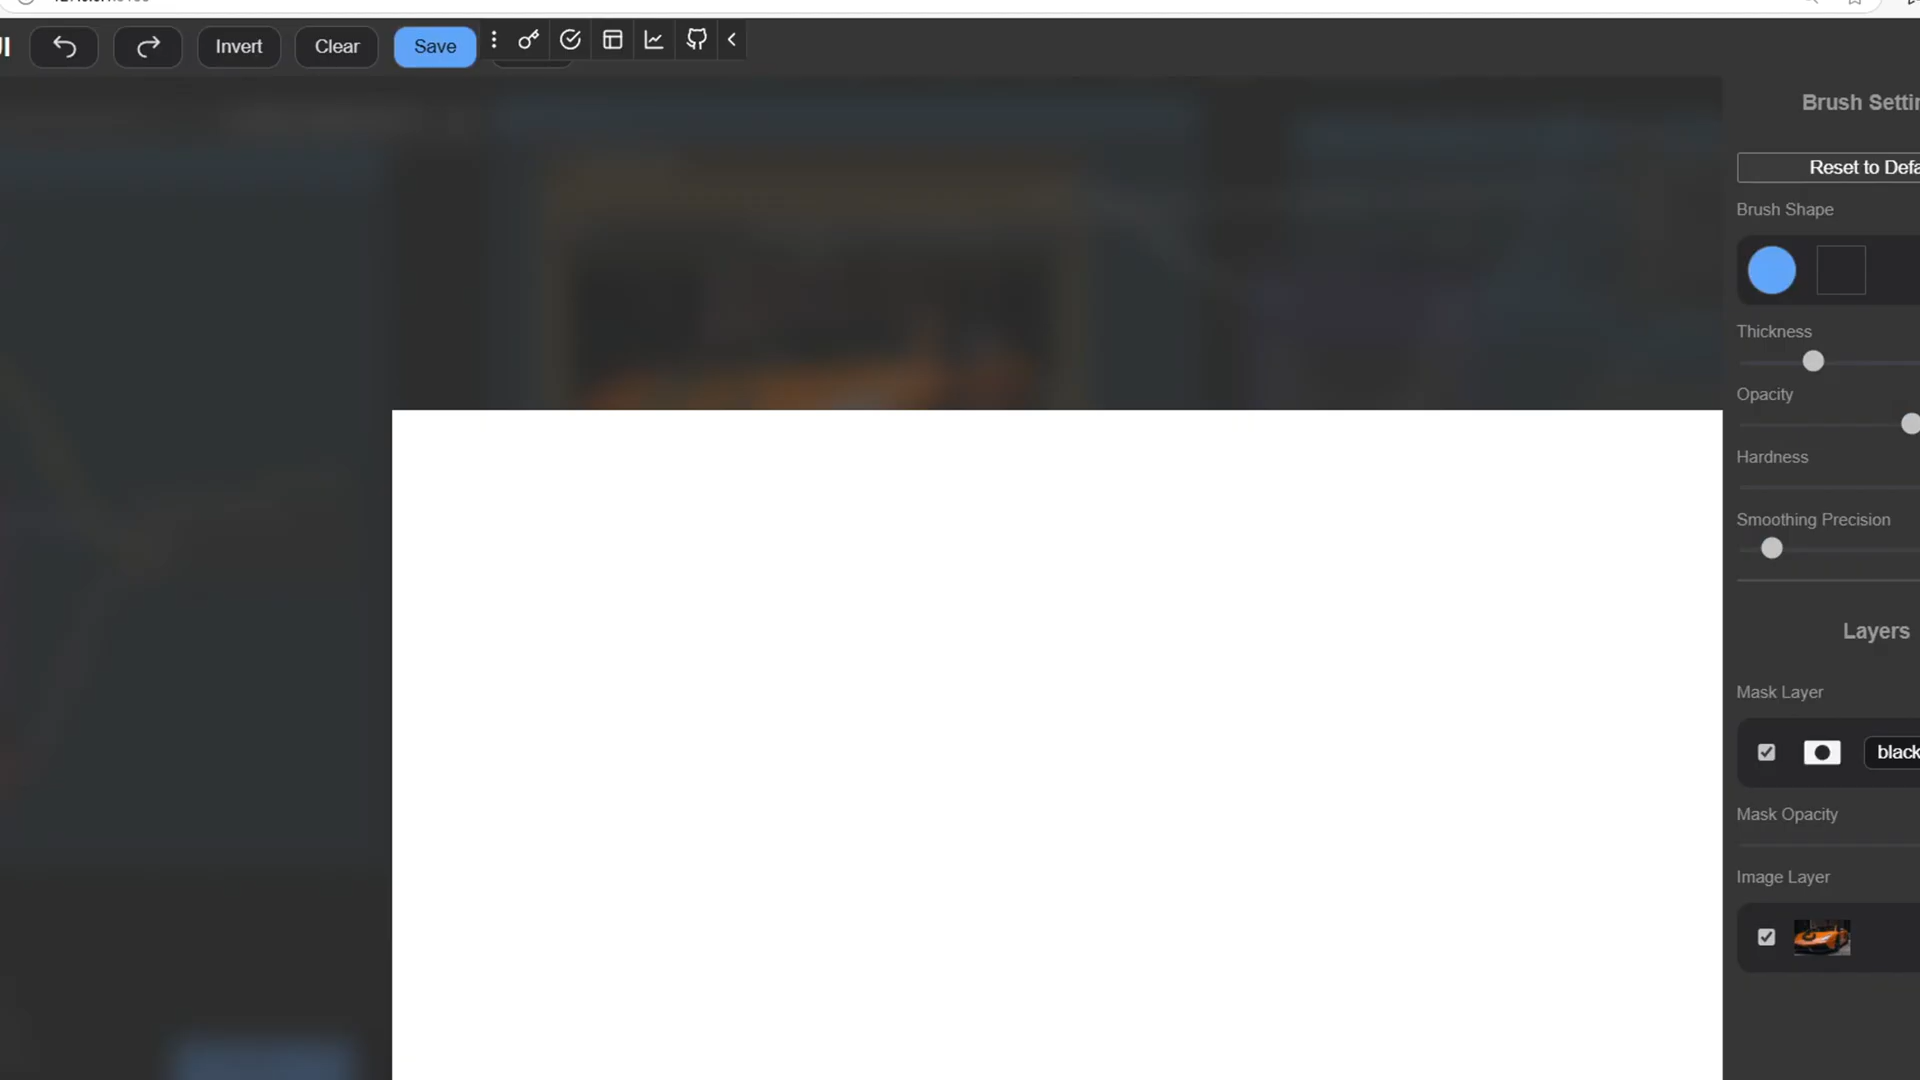 Invert
Clear
Save
Brush Setti
Reset to Defa
Brush Shape
Thickness
Opacity
Hardness
Smoothing Precision
Layers
Mask Layer
black
Mask Opacity
Image Layer